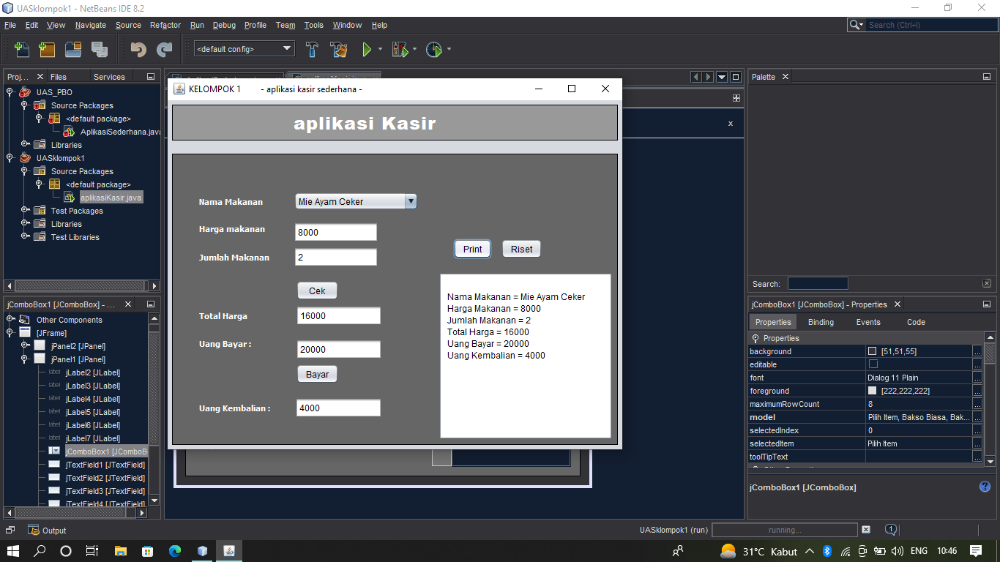 UASklompok1 - NetBeans IDE 8.2
File Edit View Navigate Source Refactor Run Debug Profile Team Tools Window Help
Search (Ctrl+I)
<default config>
Proj... Files Services
UAS_PBO
Source Packages
<default package>
AplikasiSederhana.java
Libraries
UASklompok1
Source Packages
<default package>
aplikasiKasir.java
Test Packages
Libraries
Test Libraries
KELOMPOK 1 - aplikasi kasir sederhana -
aplikasi Kasir
Nama Makanan
Mie Ayam Ceker
Harga makanan
8000
Jumlah Makanan
2
Cek
Total Harga
16000
Uang Bayar :
20000
Bayar
Uang Kembalian :
4000
Print Riset
Nama Makanan = Mie Ayam Ceker
Harga Makanan = 8000
Jumlah Makanan = 2
Total Harga = 16000
Uang Bayar = 20000
Uang Kembalian = 4000
x
Palette
Search:
jComboBox1 [JComboBox] - ...
Other Components
[JFrame]
jPanel2 [JPanel]
jPanel1 [JPanel]
label jLabel2 [JLabel]
label jLabel3 [JLabel]
label jLabel4 [JLabel]
label jLabel5 [JLabel]
label jLabel6 [JLabel]
label jLabel7 [JLabel]
jComboBox1 [JComboB
jTextField1 [JTextField]
jTextField2 [JTextField]
jTextField3 [JTextField]
jTextField4 [JTextField]
jComboBox1 [JComboBox] - Properties
Properties Binding Events Code
Properties
background [51,51,55] ...
editable ...
font Dialog 11 Plain ...
foreground [222,222,222] ...
maximumRowCount 8 ...
model Pilih Item, Bakso Biasa, Bak... ...
selectedIndex 0 ...
selectedItem Pilih Item ...
toolTipText ...
jComboBox1 [JComboBox]
Output
UASklompok1 (run) running... 1
31°C Kabut ENG 10:46